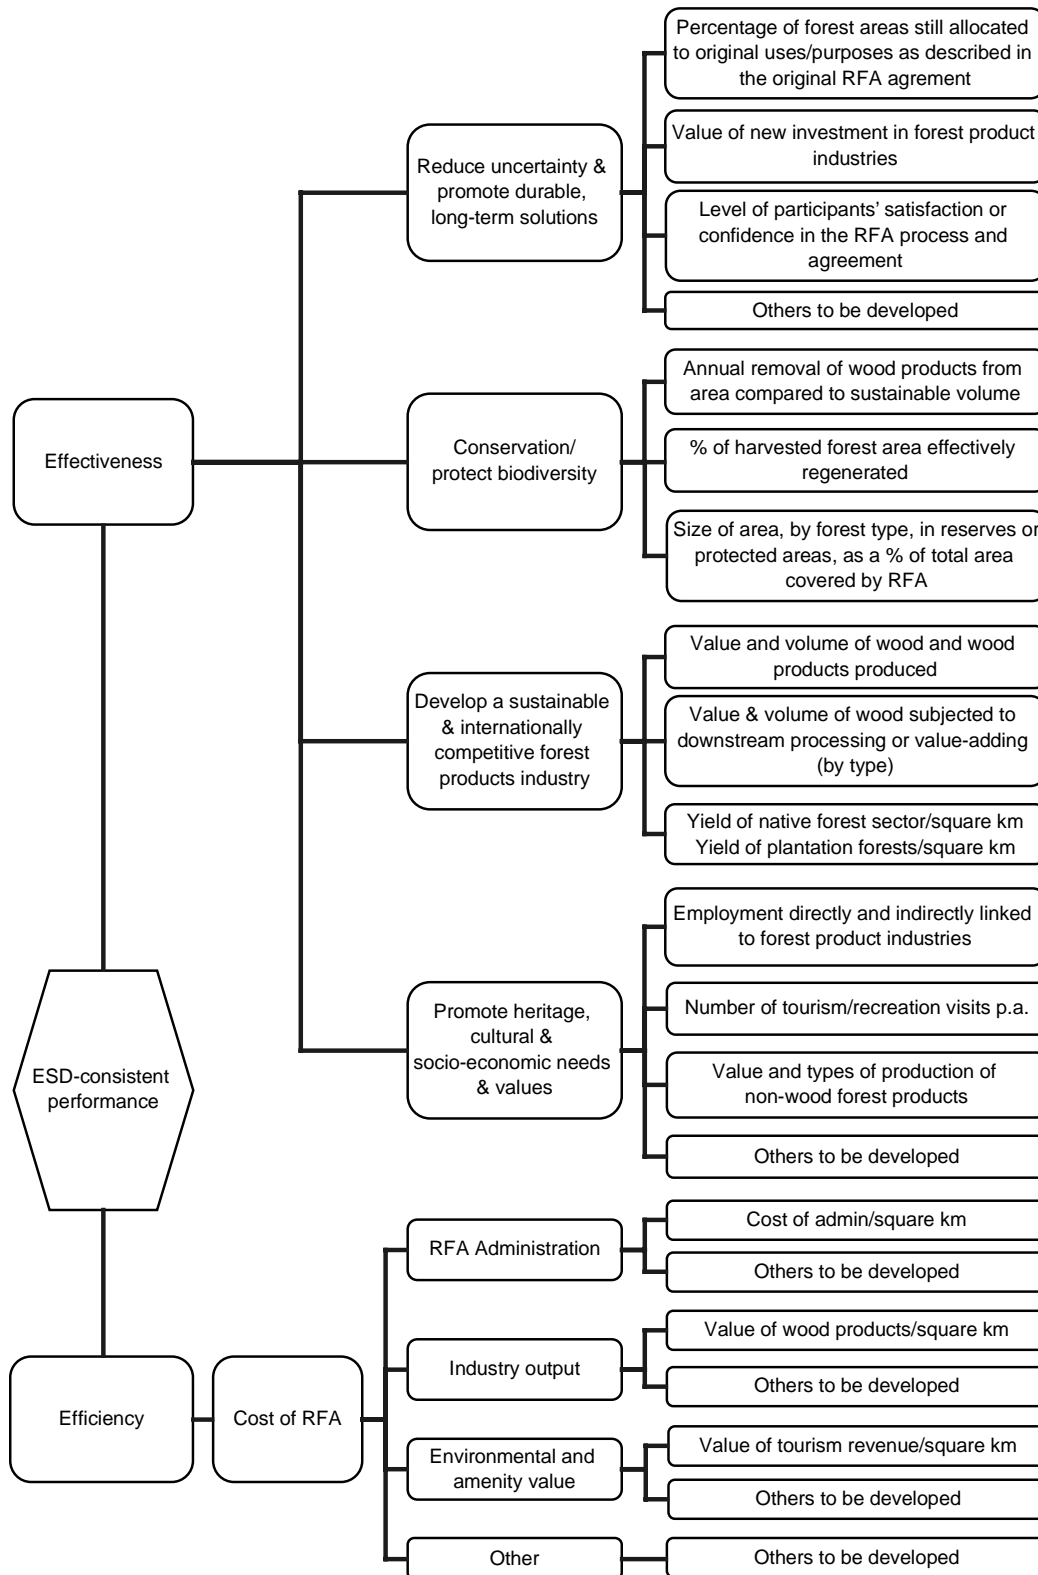 Percentage of forest areas still allocated
to original uses/purposes as described in
the original RFA agrement
Value of new investment in forest product
industries
Reduce uncertainty &
promote durable,
long-term solutions
Level of participants' satisfaction or
confidence in the RFA process and
agreement
Others to be developed
Annual removal of wood products from
area compared to sustainable volume
Effectiveness
Conservation/
protect biodiversity
% of harvested forest area effectively
regenerated
Size of area, by forest type, in reserves or
protected areas, as a % of total area
covered by RFA
Value and volume of wood and wood
products produced
Develop a sustainable
& internationally
competitive forest
products industry
Value & volume of wood subjected to
downstream processing or value-adding
(by type)
Yield of native forest sector/square km
Yield of plantation forests/square km
Employment directly and indirectly linked
to forest product industries
Number of tourism/recreation visits p.a.
Promote heritage,
cultural &
socio-economic needs
& values
ESD-consistent
performance
Value and types of production of
non-wood forest products
Others to be developed
RFA Administration
Cost of admin/square km
Others to be developed
Value of wood products/square km
Industry output
Others to be developed
Efficiency
Cost of RFA
Environmental and
amenity value
Value of tourism revenue/square km
Others to be developed
Other
Others to be developed